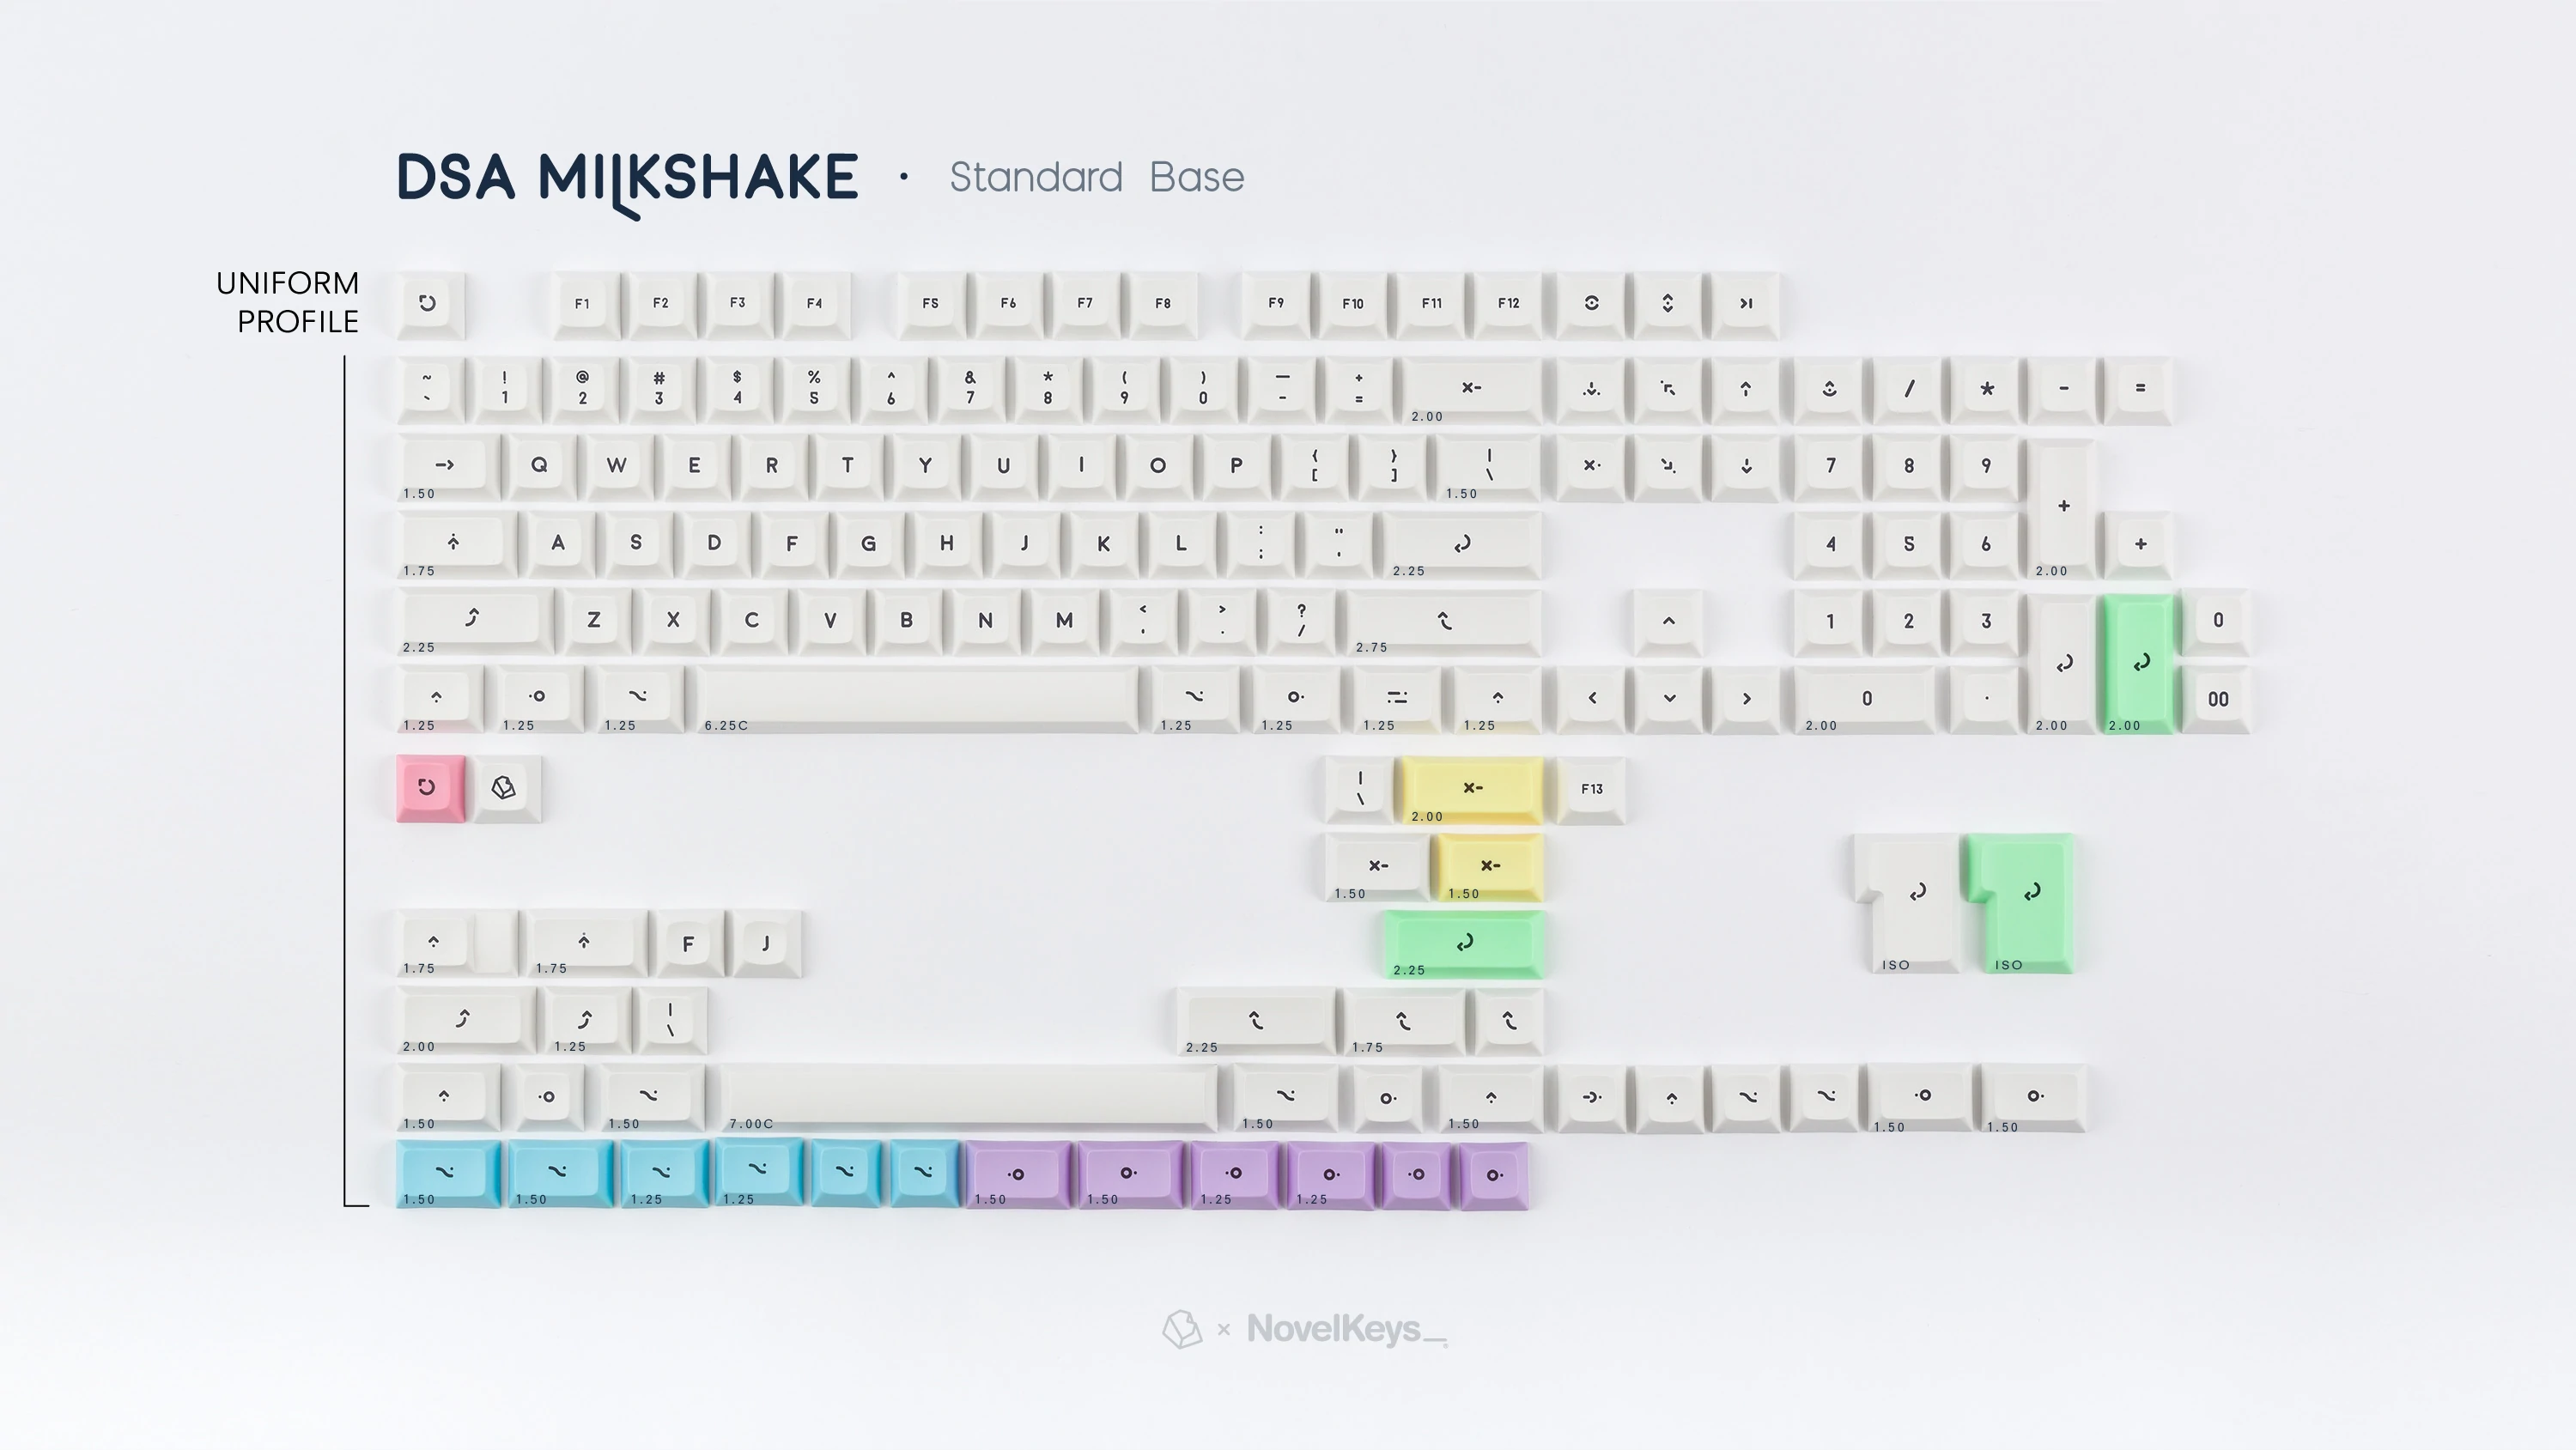 DSA MILKSHAKE · Standard Base
UNIFORM
PROFILE
F1 F2 F3 F4 F5 F6 F7 F8 F9 F10 F11 F12
~ ! @ # $ % ^ & * ( ) — +
` 1 2 3 4 5 6 7 8 9 0 - = / * - =
2.00
Q W E R T Y U I O P { } | 7 8 9
[ ] \
1.50 1.50
+
A S D F G H J K L : " 4 5 6 +
; '
1.75 2.25 2.00
Z X C V B N M < > ? 1 2 3 0
, . /
2.25 2.75
0 . 00
1.25 1.25 1.25 6.25C 1.25 1.25 1.25 1.25 2.00 2.00 2.00
| F13
\
2.00
1.50 1.50
F J
1.75 1.75 2.25 ISO ISO
|
\
2.00 1.25 2.25 1.75
1.50 1.50 7.00C 1.50 1.50 1.50 1.50
1.50 1.50 1.25 1.25 1.50 1.50 1.25 1.25
× NovelKeys_